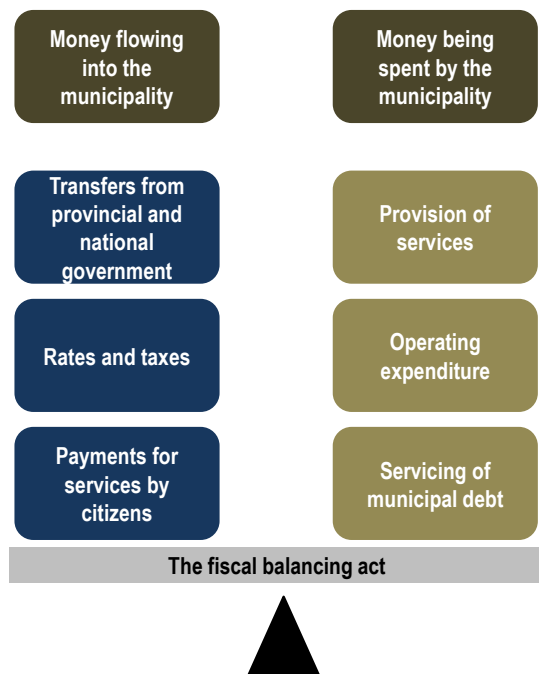 Money flowing
into the
municipality
Money being
spent by the
municipality
Transfers from
provincial and
national
government
Provision of
services
Rates and taxes
Operating
expenditure
Payments for
services by
citizens
Servicing of
municipal debt
The fiscal balancing act